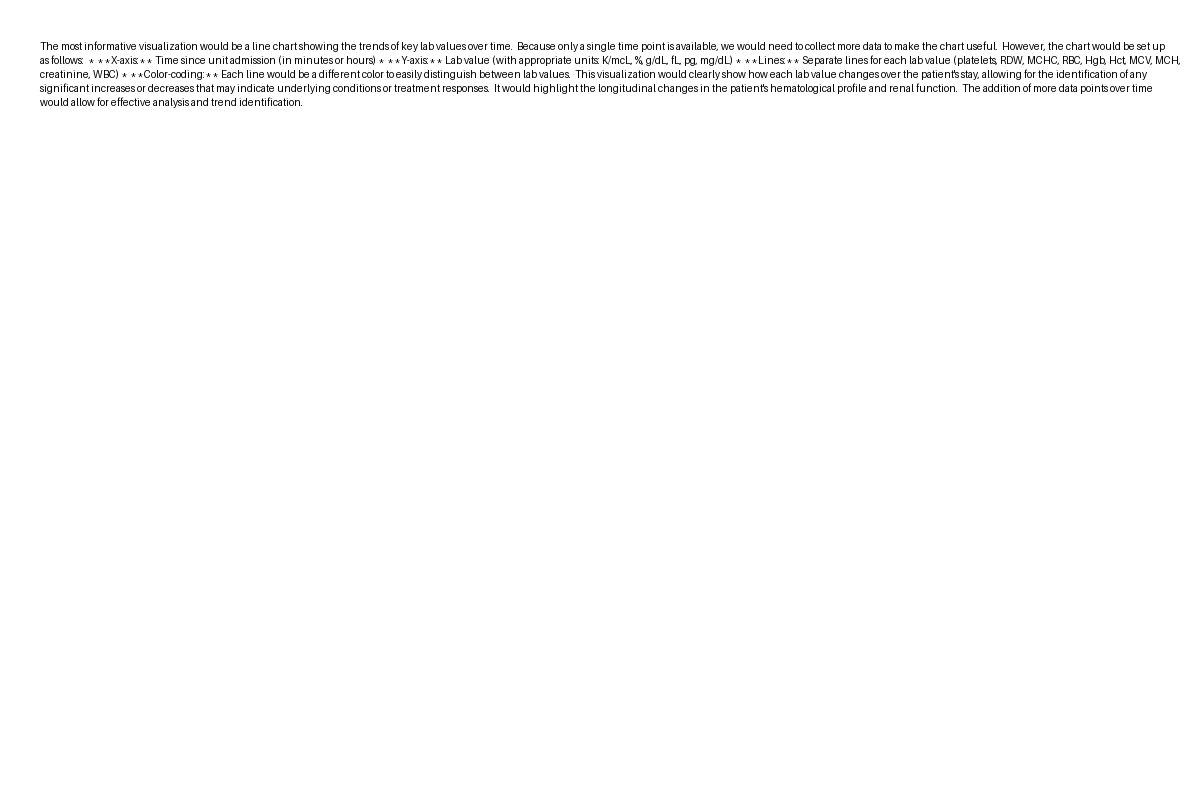 The most informative visualization would be a line chart showing the trends of key lab values over time.  Because only a single time point is available, we would need to collect more data to make the chart useful.  However, the chart would be set up
as follows:  * **X-axis:** Time since unit admission (in minutes or hours) * **Y-axis:** Lab value (with appropriate units: K/mcL, %, g/dL, fL, pg, mg/dL) * **Lines:** Separate lines for each lab value (platelets, RDW, MCHC, RBC, Hgb, Hct, MCV, MCH,
creatinine, WBC) * **Color-coding:** Each line would be a different color to easily distinguish between lab values.  This visualization would clearly show how each lab value changes over the patient's stay, allowing for the identification of any
significant increases or decreases that may indicate underlying conditions or treatment responses.  It would highlight the longitudinal changes in the patient's hematological profile and renal function.  The addition of more data points over time
would allow for effective analysis and trend identification.